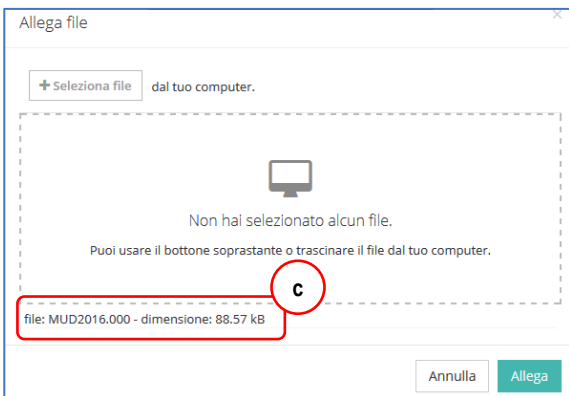 Allega file
×
+ Seleziona file dal tuo computer.
Non hai selezionato alcun file.
Puoi usare il bottone soprastante o trascinare il file dal tuo computer.
c
file: MUD2016.000 - dimensione: 88.57 kB
Annulla Allega